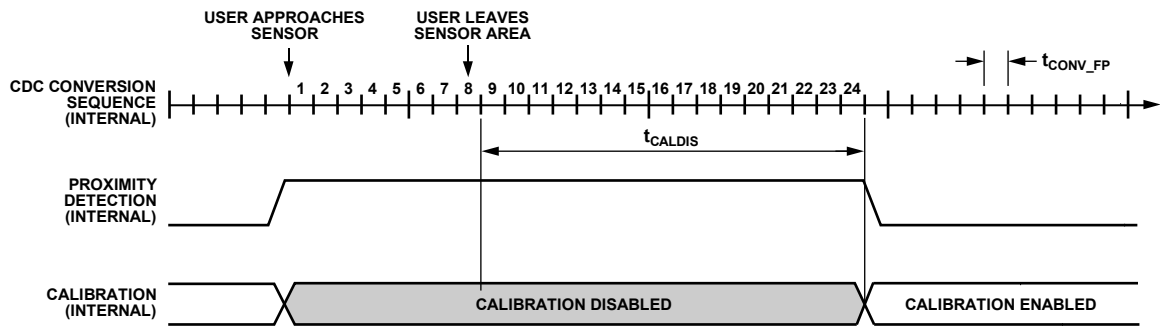 USER APPROACHES
SENSOR
USER LEAVES
SENSOR AREA
tCONV_FP
CDC CONVERSION
SEQUENCE
(INTERNAL)
1 2 3 4 5 6 7 8 9 10 11 12 13 14 15 16 17 18 19 20 21 22 23 24
tCALDIS
PROXIMITY
DETECTION
(INTERNAL)
CALIBRATION
(INTERNAL)
CALIBRATION DISABLED
CALIBRATION ENABLED